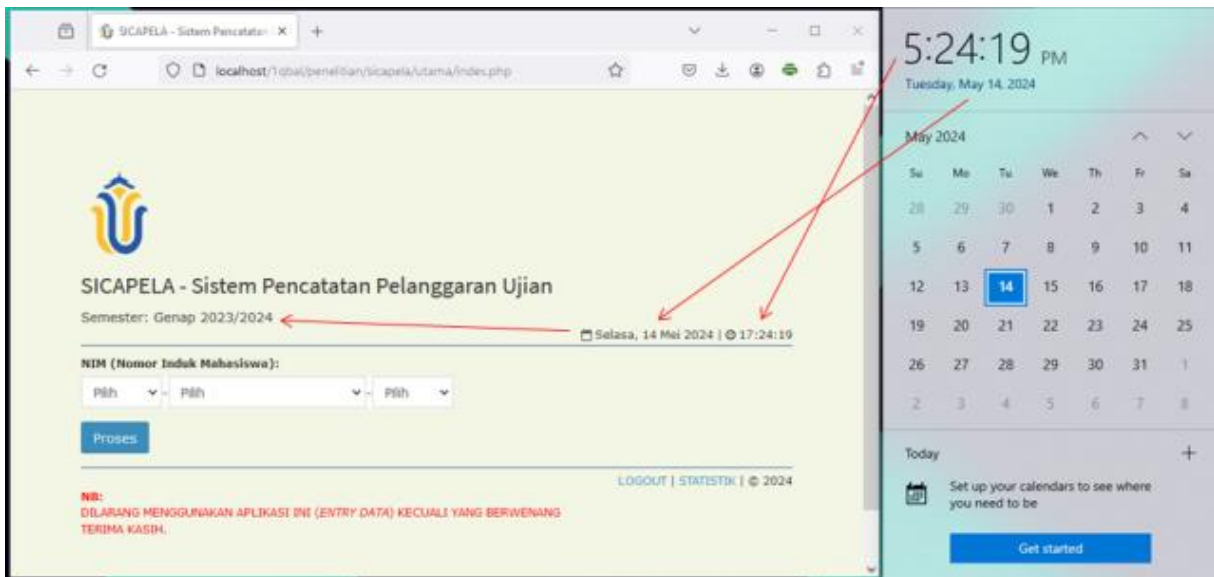 SICAPELA - Sistem Pencatatan
localhost/1qbal/penelitian/sicapela/utama/index.php
SICAPELA - Sistem Pencatatan Pelanggaran Ujian
Semester: Genap 2023/2024
Selasa, 14 Mei 2024 | 17:24:19
NIM (Nomor Induk Mahasiswa):
Pilih - Pilih - Pilih
Proses
LOGOUT | STATISTIK | © 2024
NB:
DILARANG MENGGUNAKAN APLIKASI INI (ENTRY DATA) KECUALI YANG BERWENANG
TERIMA KASIH.
5:24:19 PM
Tuesday, May 14, 2024
May 2024
Su Mo Tu We Th Fr Sa
28 29 30 1 2 3 4
5 6 7 8 9 10 11
12 13 14 15 16 17 18
19 20 21 22 23 24 25
26 27 28 29 30 31 1
2 3 4 5 6 7 8
Today
Set up your calendars to see where
you need to be
Get started